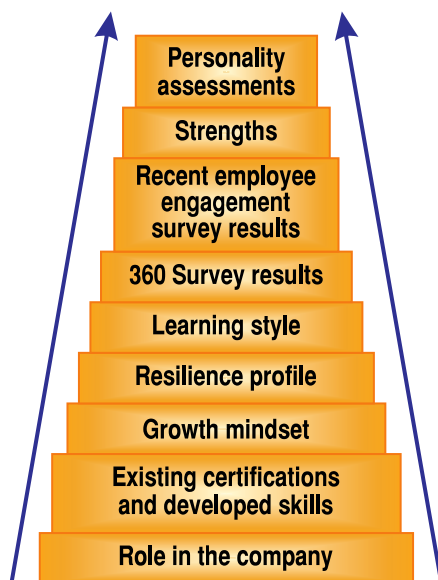 Personality
assessments
Strengths
Recent employee
engagement
survey results
360 Survey results
Learning style
Resilience profile
Growth mindset
Existing certifications
and developed skills
Role in the company